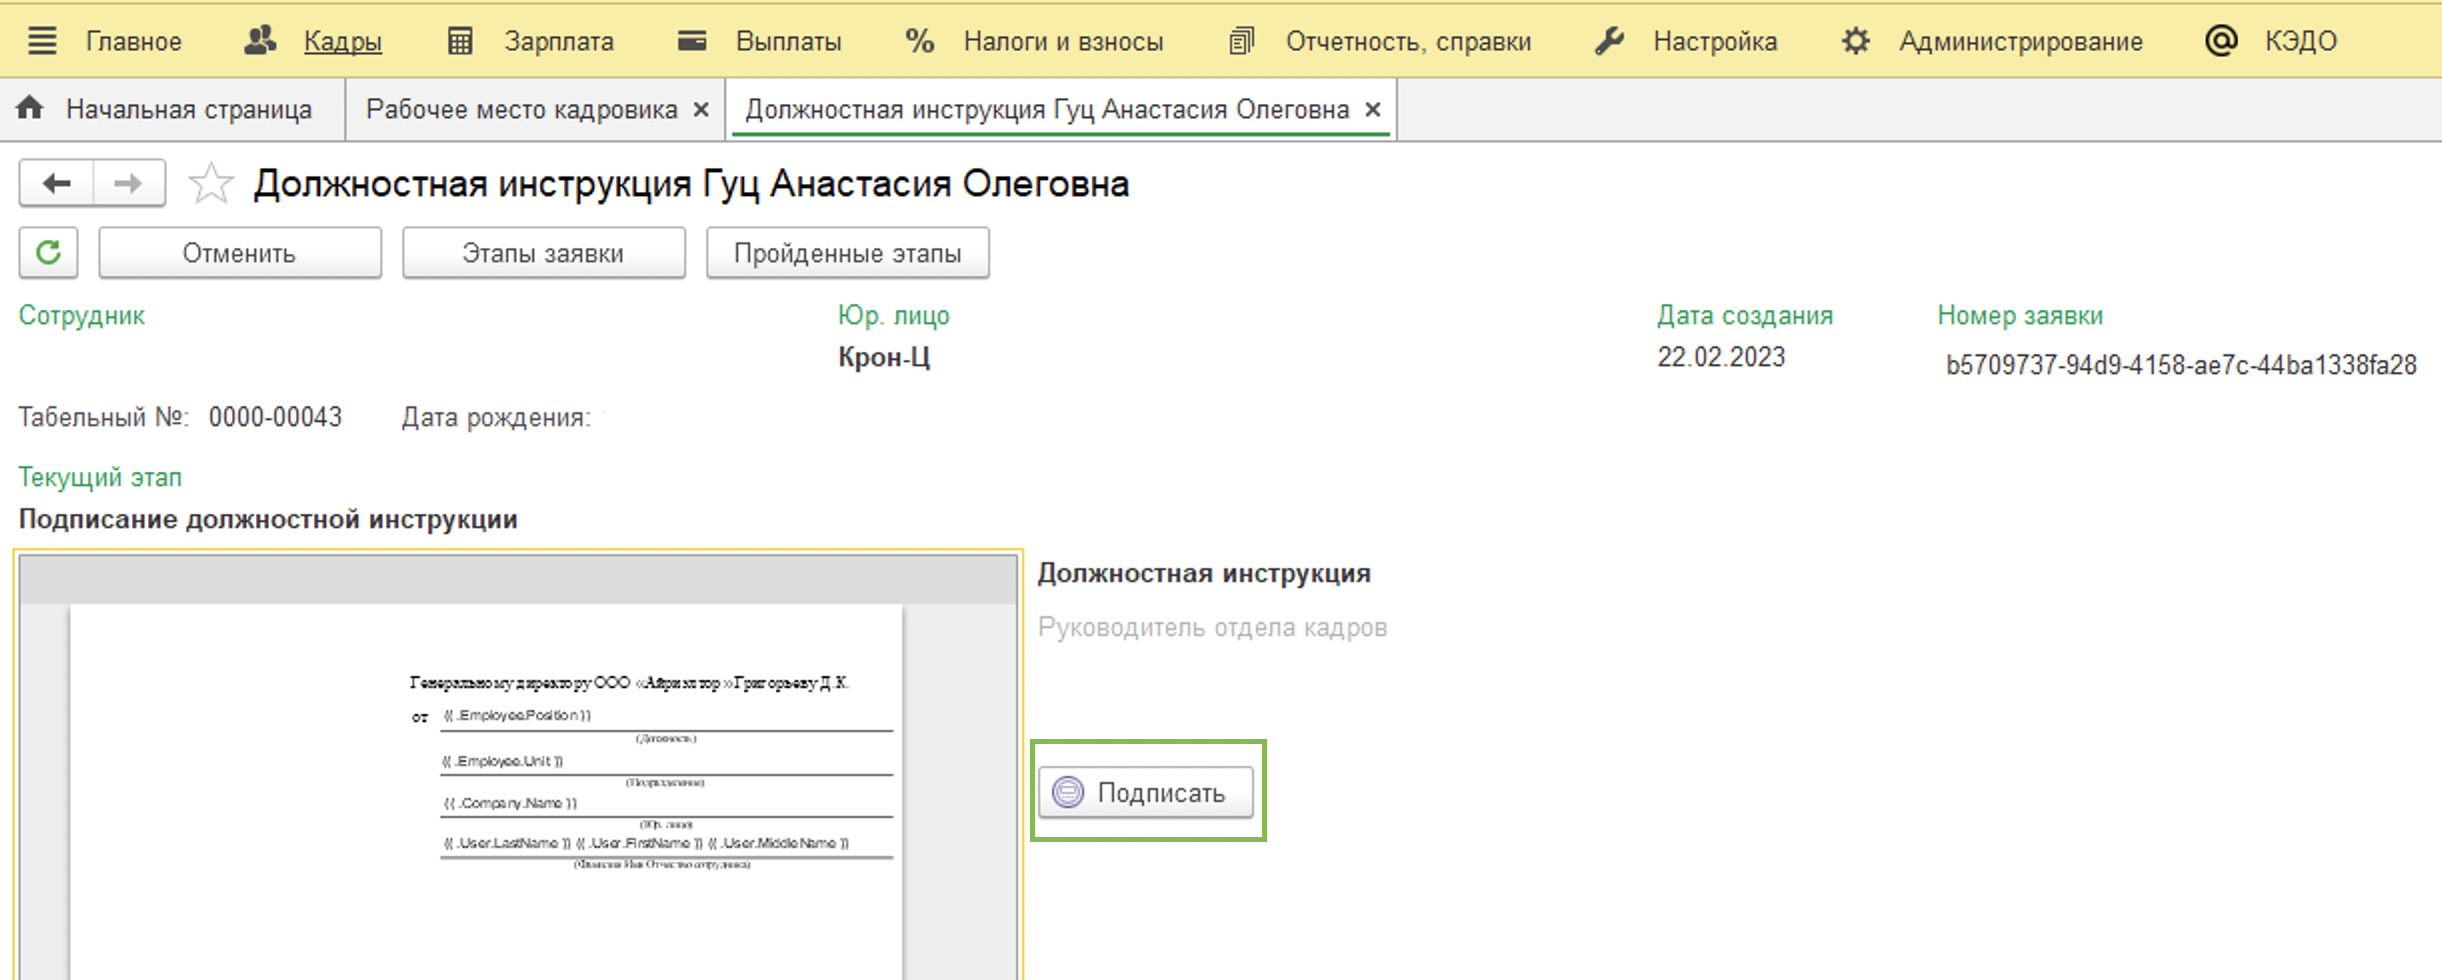 Главное Кадры Зарплата Выплаты Налоги и взносы Отчетность, справки Настройка Администрирование КЭДО
Начальная страница Рабочее место кадровика × Должностная инструкция Гуц Анастасия Олеговна ×
Должностная инструкция Гуц Анастасия Олеговна
Отменить Этапы заявки Пройденные этапы
Сотрудник Юр. лицо Дата создания Номер заявки
Крон-Ц 22.02.2023 b5709737-94d9-4158-ae7c-44ba1338fa28
Табельный №: 0000-00043 Дата рождения:
Текущий этап
Подписание должностной инструкции
Должностная инструкция
Руководитель отдела кадров
Генеральному директору ООО «Айриэлтор» Григорьеву Д.К.
от {{ .Employee.Position }}
(Должность)
{{ .Employee.Unit }}
(Подразделение)
{{ .Company.Name }}
(Юр. лицо)
{{ .User.LastName }} {{ .User.FirstName }} {{ .User.MiddleName }}
(Фамилия Имя Отчество сотрудника)
Подписать